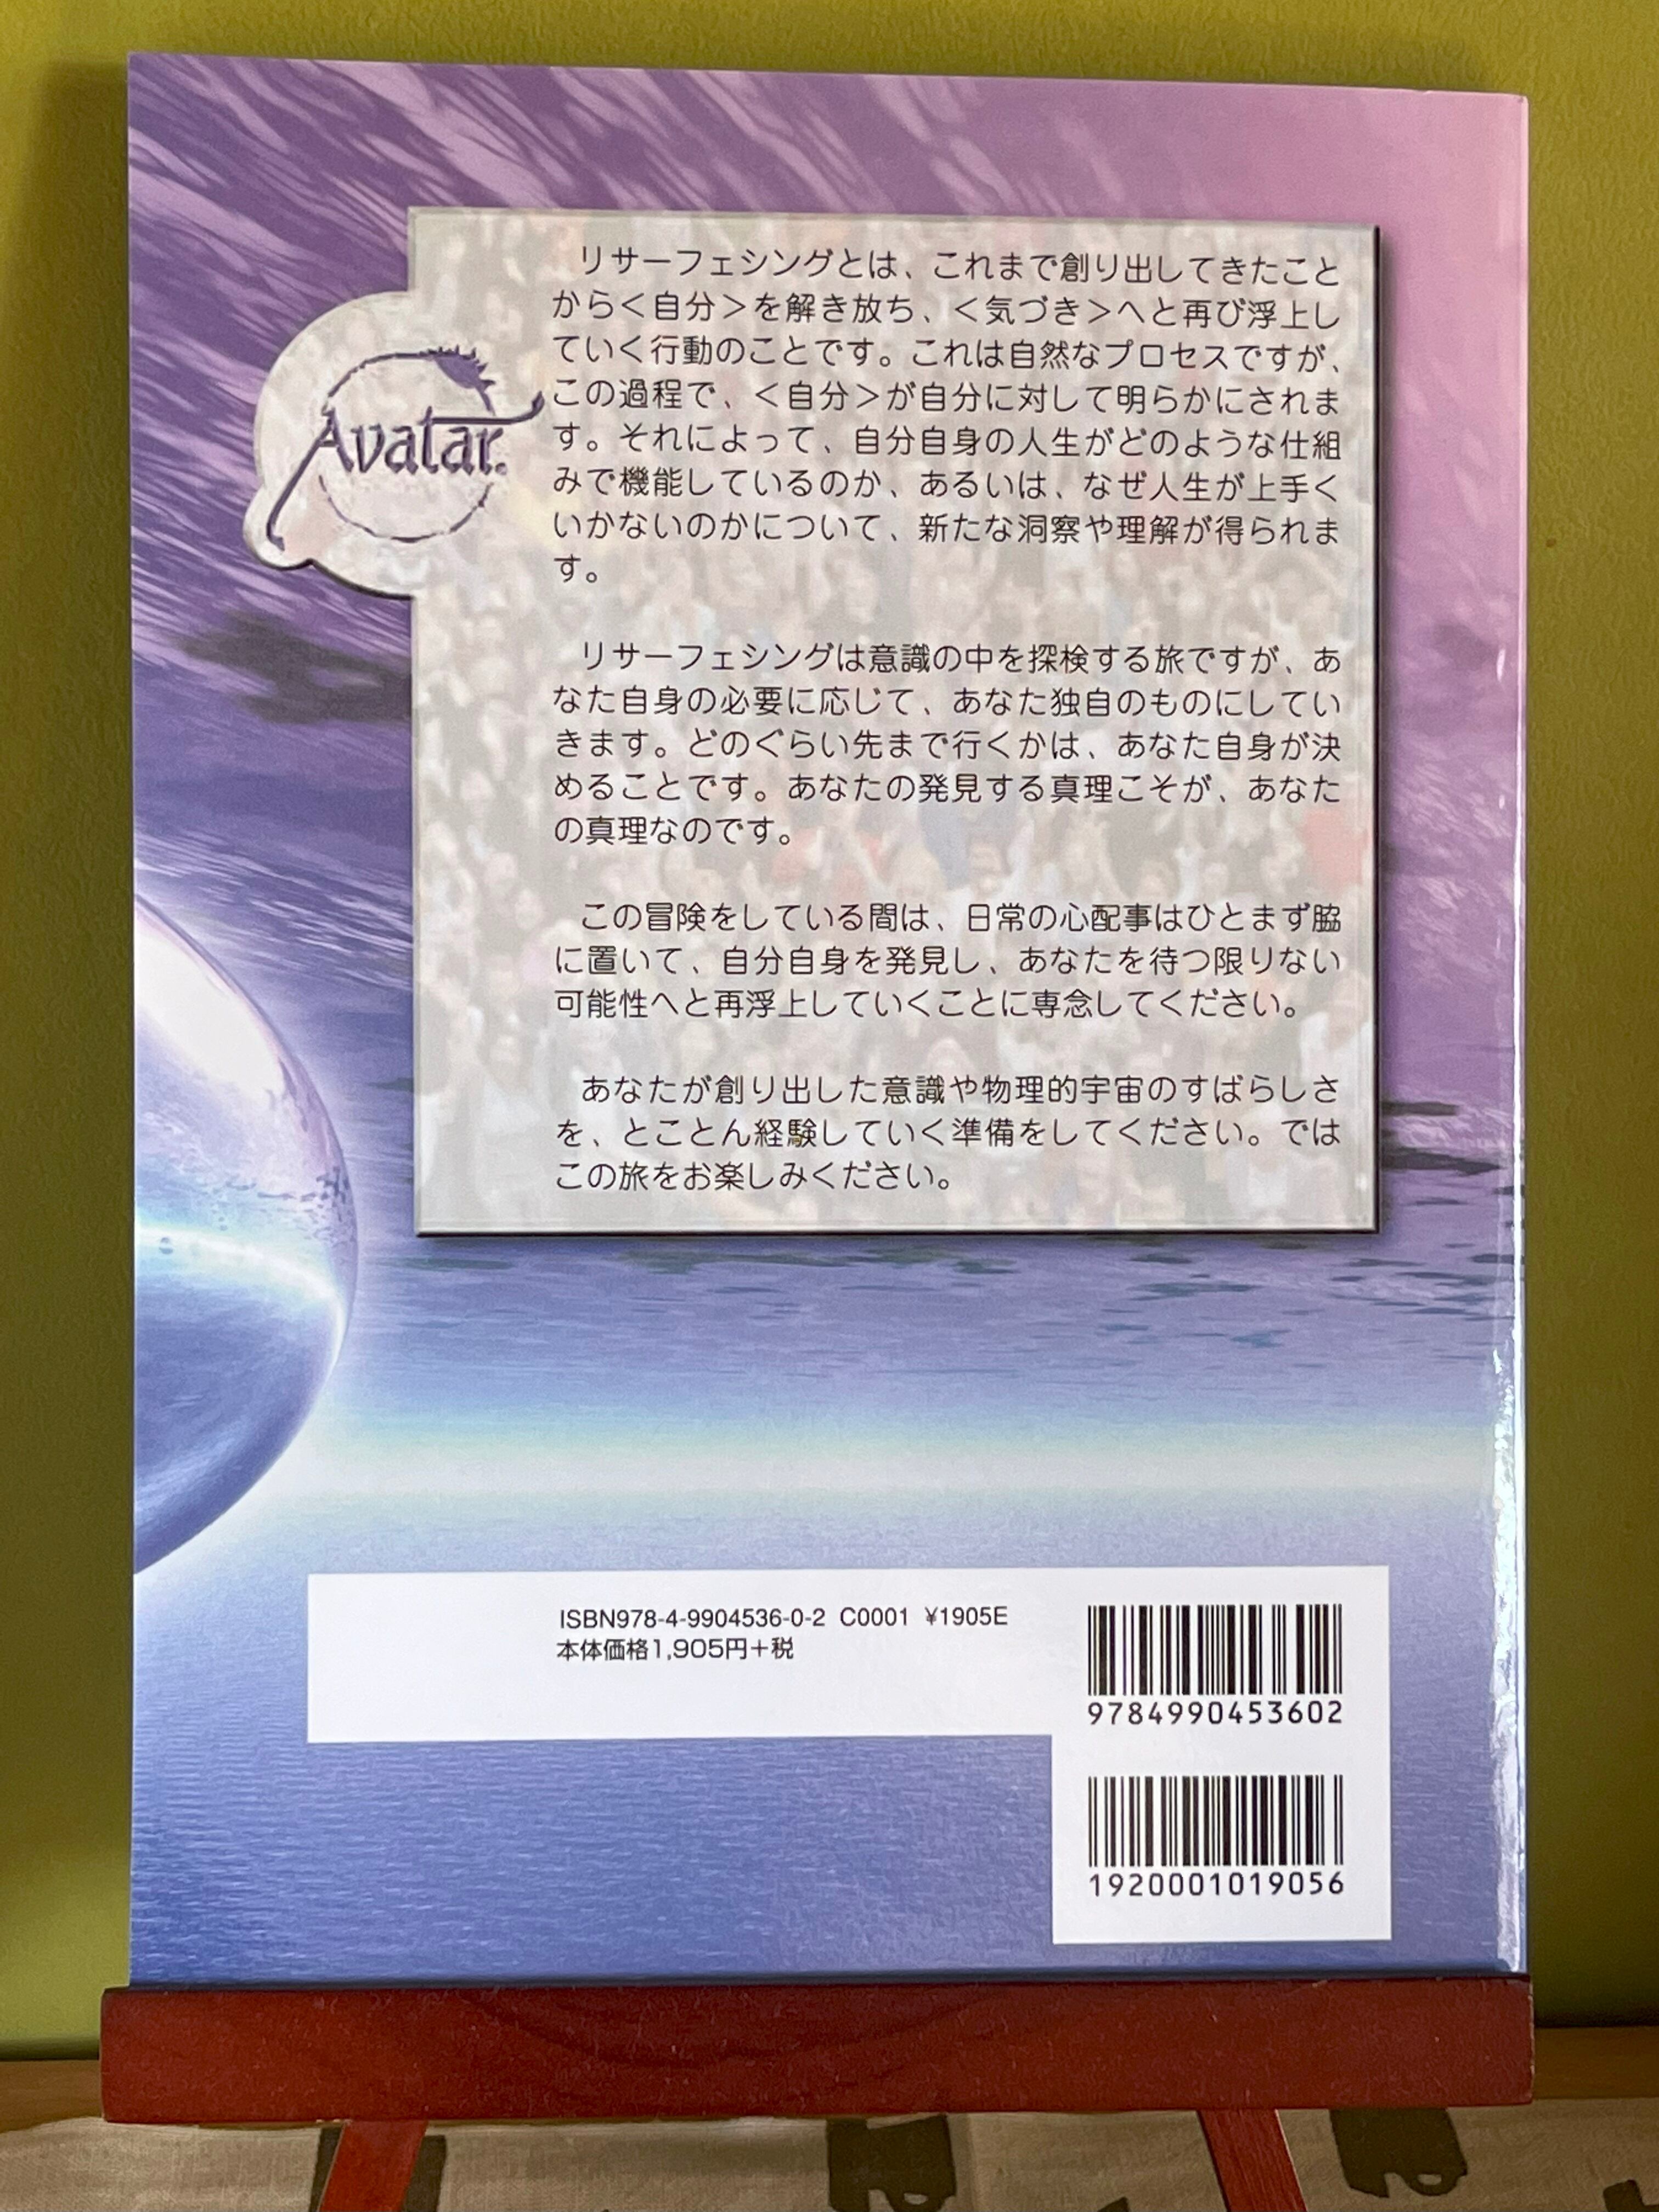 Avatar®
リサーフェシングとは、これまで創り出してきたこと
から＜自分＞を解き放ち、＜気づき＞へと再び浮上し
ていく行動のことです。これは自然なプロセスですが、
この過程で、＜自分＞が自分に対して明らかにされま
す。それによって、自分自身の人生がどのような仕組
みで機能しているのか、あるいは、なぜ人生が上手く
いかないのかについて、新たな洞察や理解が得られま
す。
リサーフェシングは意識の中を探検する旅ですが、あ
なた自身の必要に応じて、あなた独自のものにしてい
きます。どのぐらい先まで行くかは、あなた自身が決
めることです。あなたの発見する真理こそが、あなた
の真理なのです。
この冒険をしている間は、日常の心配事はひとまず脇
に置いて、自分自身を発見し、あなたを待つ限りない
可能性へと再浮上していくことに専念してください。
あなたが創り出した意識や物理的宇宙のすばらしさ
を、とことん経験していく準備をしてください。では
この旅をお楽しみください。
ISBN978-4-9904536-0-2 C0001 ¥1905E
本体価格1,905円＋税
9784990453602
1920001019056